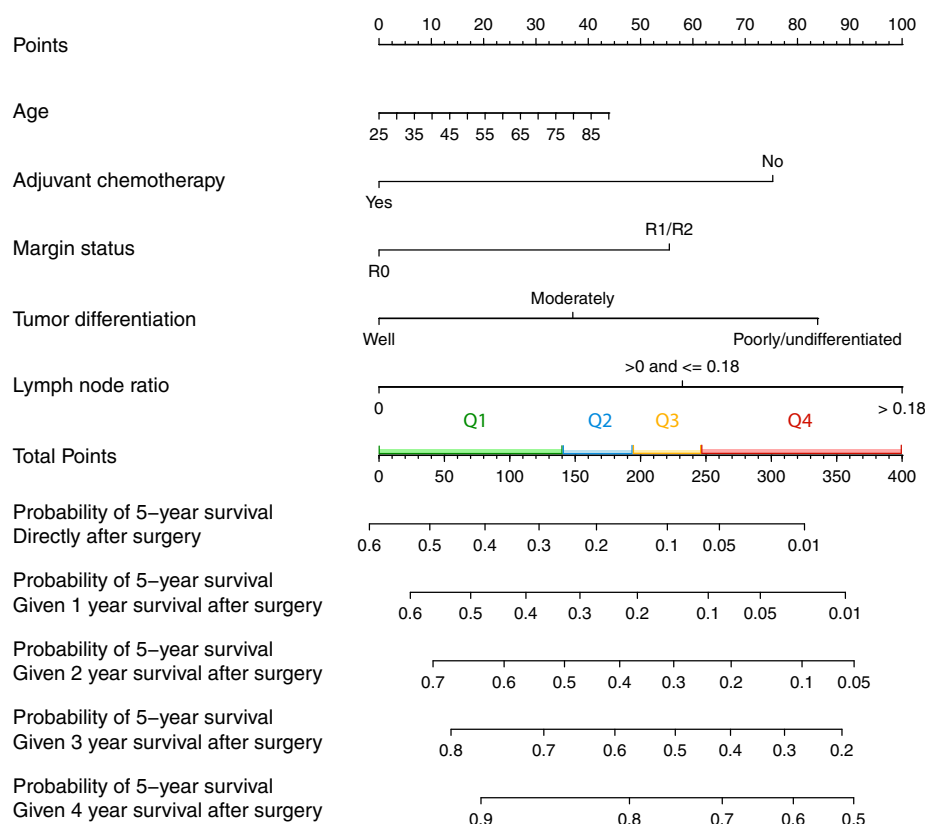 0 10 20 30 40 50 60 70 80 90 100
Points
Age
25 35 45 55 65 75 85
No
Adjuvant chemotherapy
Yes
R1/R2
Margin status
R0
Moderately
Tumor differentiation
Well Poorly/undifferentiated
>0 and <= 0.18
Lymph node ratio
0 > 0.18
Q1 Q2 Q3 Q4
Total Points
0 50 100 150 200 250 300 350 400
Probability of 5–year survival
Directly after surgery
0.6 0.5 0.4 0.3 0.2 0.1 0.05 0.01
Probability of 5–year survival
Given 1 year survival after surgery
0.6 0.5 0.4 0.3 0.2 0.1 0.05 0.01
Probability of 5–year survival
Given 2 year survival after surgery
0.7 0.6 0.5 0.4 0.3 0.2 0.1 0.05
Probability of 5–year survival
Given 3 year survival after surgery
0.8 0.7 0.6 0.5 0.4 0.3 0.2
Probability of 5–year survival
Given 4 year survival after surgery
0.9 0.8 0.7 0.6 0.5